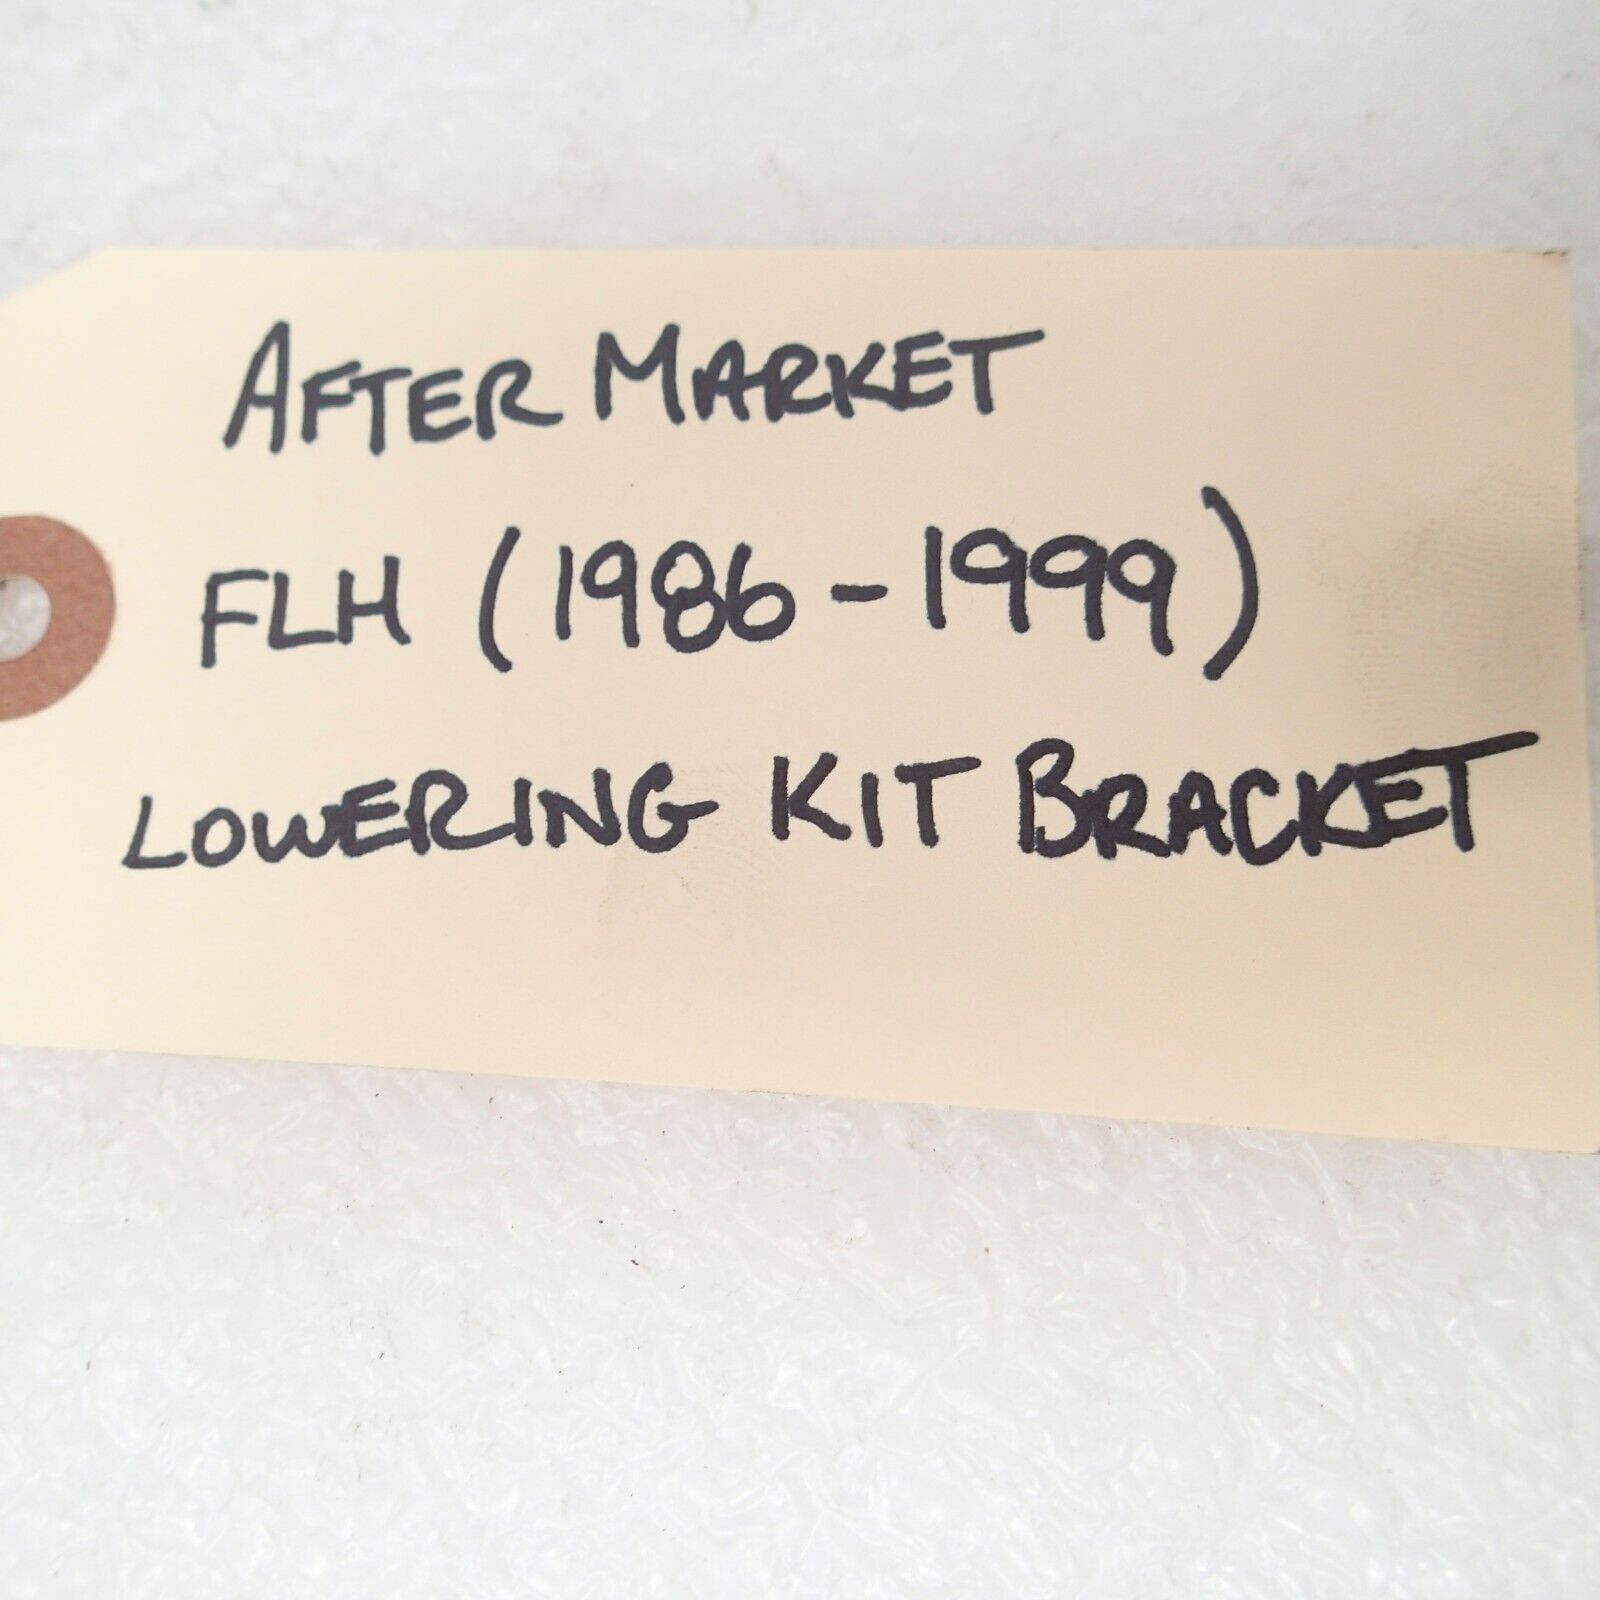 AFTER MARKET
FLH (1986-1999)
LOWERING KIT BRACKET